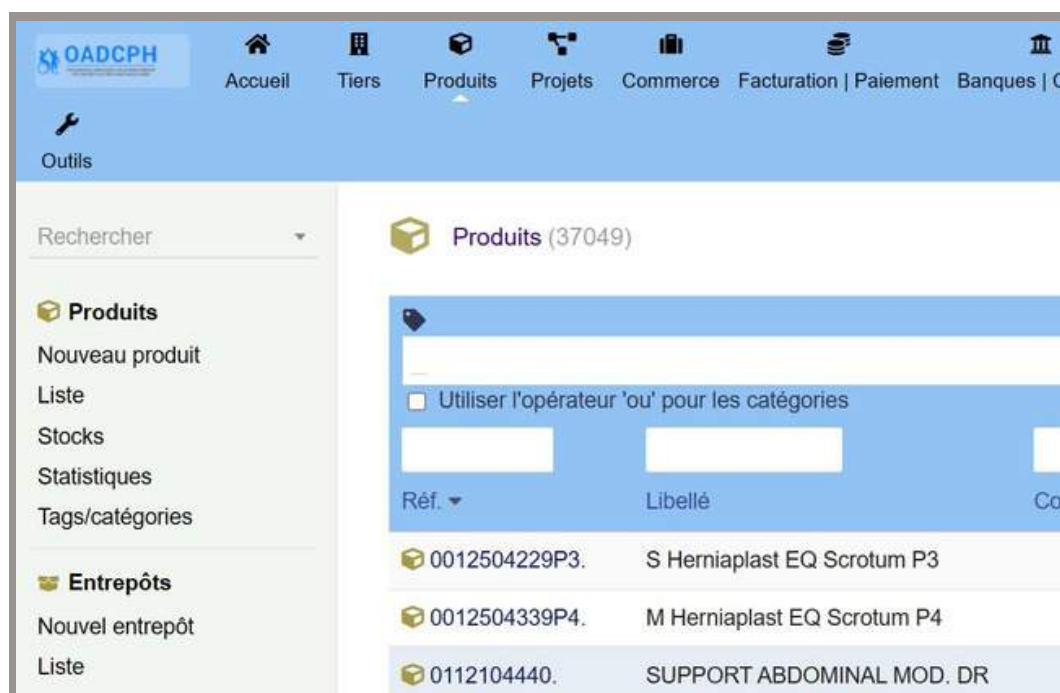 OADCPH
Accueil Tiers Produits Projets Commerce Facturation | Paiement Banques |
Outils
Rechercher
Produits (37049)
Produits
Nouveau produit
Liste
Stocks
Statistiques
Tags/catégories
Utiliser l'opérateur 'ou' pour les catégories
Réf. Libellé Co
0012504229P3. S Herniaplast EQ Scrotum P3
Entrepôts
0012504339P4. M Herniaplast EQ Scrotum P4
Nouvel entrepôt
Liste
0112104440. SUPPORT ABDOMINAL MOD. DR